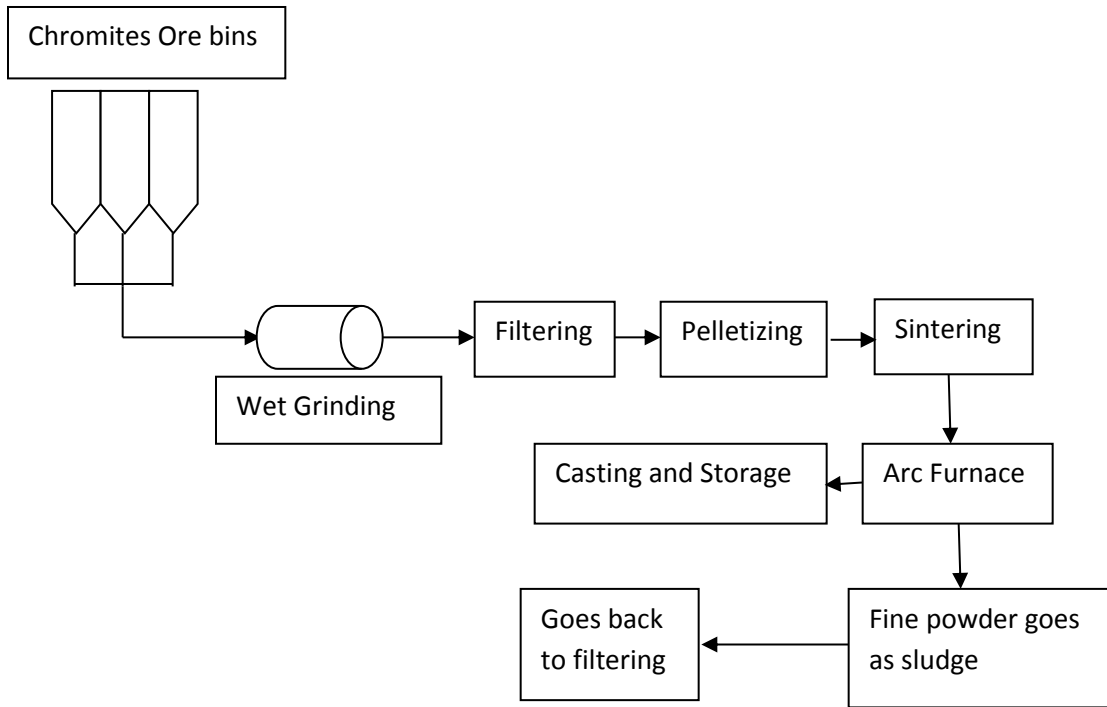 Chromites Ore bins
Filtering
Pelletizing
Sintering
Wet Grinding
Casting and Storage
Arc Furnace
Goes back
to filtering
Fine powder goes
as sludge